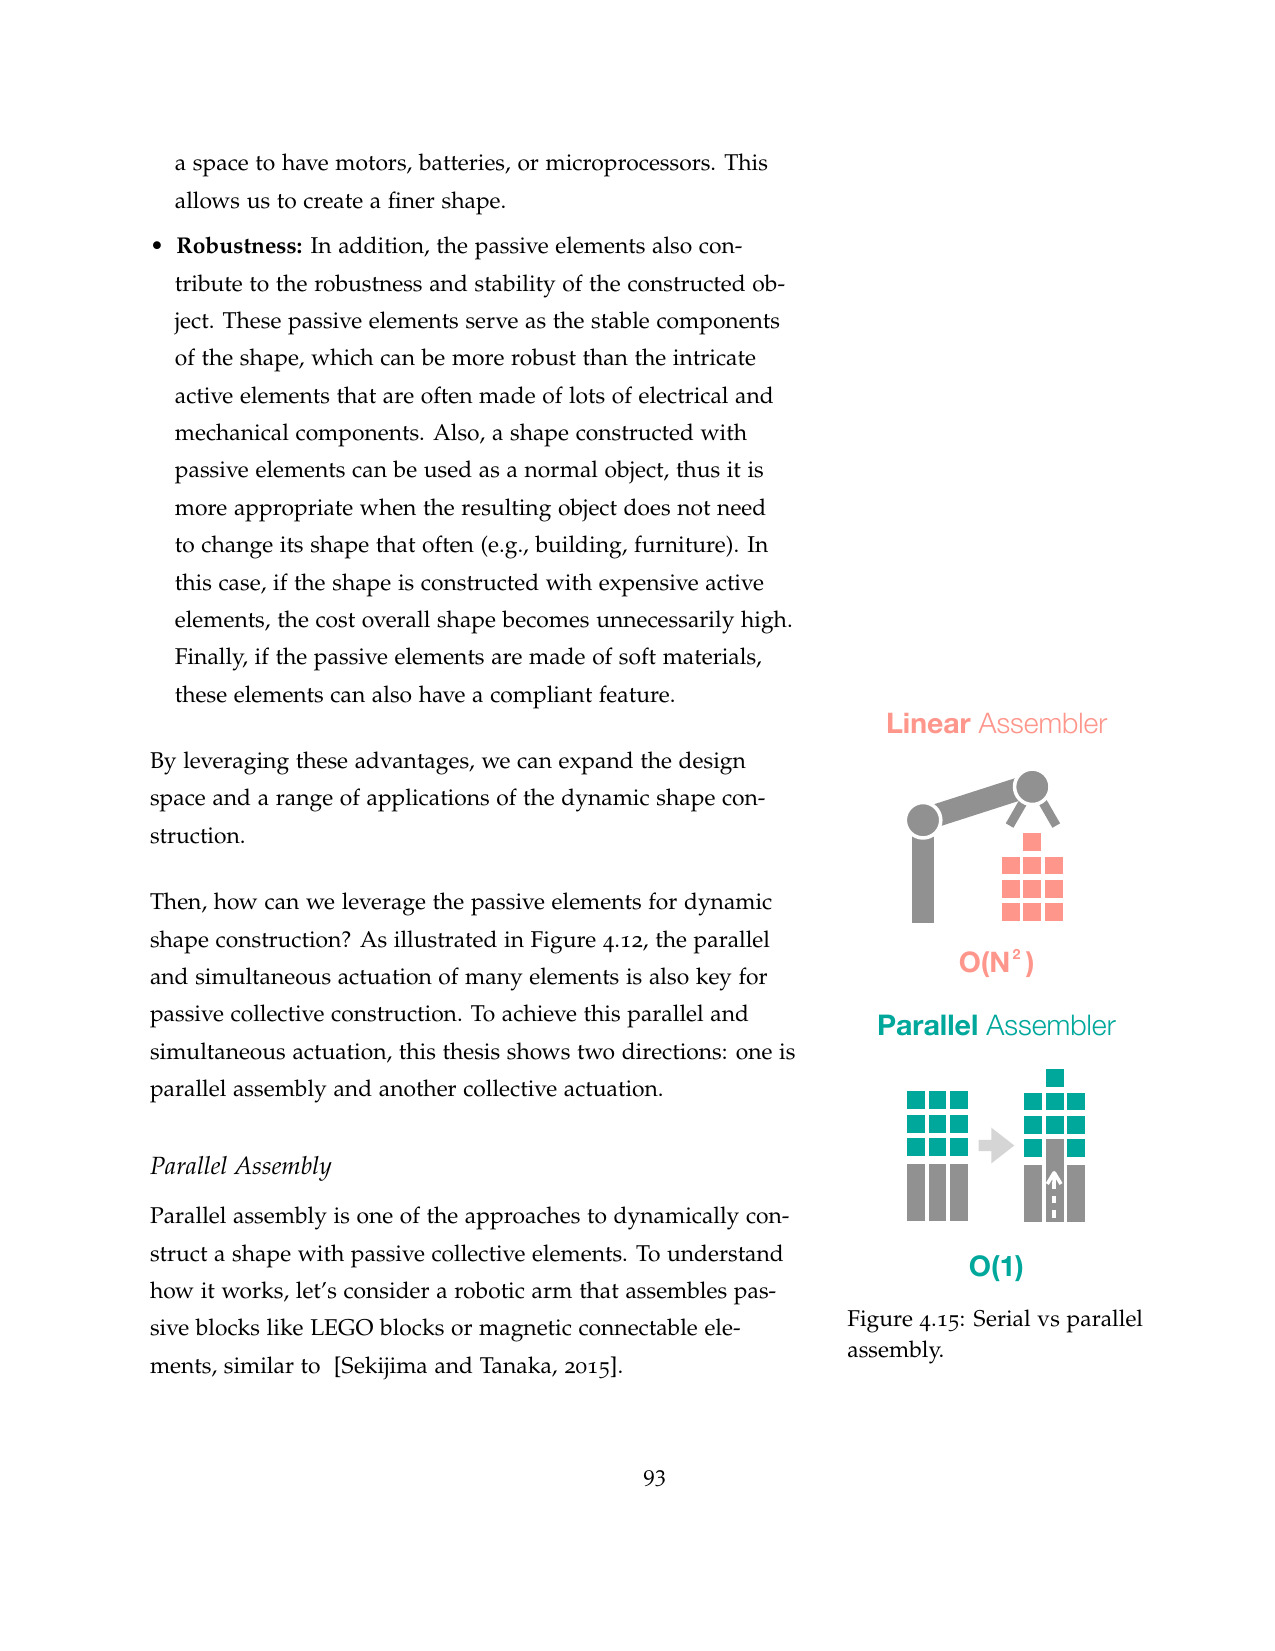 a space to have motors, batteries, or microprocessors. This
allows us to create a finer shape.
• Robustness: In addition, the passive elements also con-
tribute to the robustness and stability of the constructed ob-
ject. These passive elements serve as the stable components
of the shape, which can be more robust than the intricate
active elements that are often made of lots of electrical and
mechanical components. Also, a shape constructed with
passive elements can be used as a normal object, thus it is
more appropriate when the resulting object does not need
to change its shape that often (e.g., building, furniture). In
this case, if the shape is constructed with expensive active
elements, the cost overall shape becomes unnecessarily high.
Finally, if the passive elements are made of soft materials,
these elements can also have a compliant feature.
By leveraging these advantages, we can expand the design
space and a range of applications of the dynamic shape con-
struction.
Then, how can we leverage the passive elements for dynamic
shape construction? As illustrated in Figure 4.12, the parallel
and simultaneous actuation of many elements is also key for
passive collective construction. To achieve this parallel and
simultaneous actuation, this thesis shows two directions: one is
parallel assembly and another collective actuation.
Parallel Assembly
Parallel assembly is one of the approaches to dynamically con-
struct a shape with passive collective elements. To understand
how it works, let's consider a robotic arm that assembles pas-
sive blocks like LEGO blocks or magnetic connectable ele-
ments, similar to [Sekijima and Tanaka, 2015].
Linear Assembler
O(N²)
Parallel Assembler
O(1)
Figure 4.15: Serial vs parallel
assembly.
93